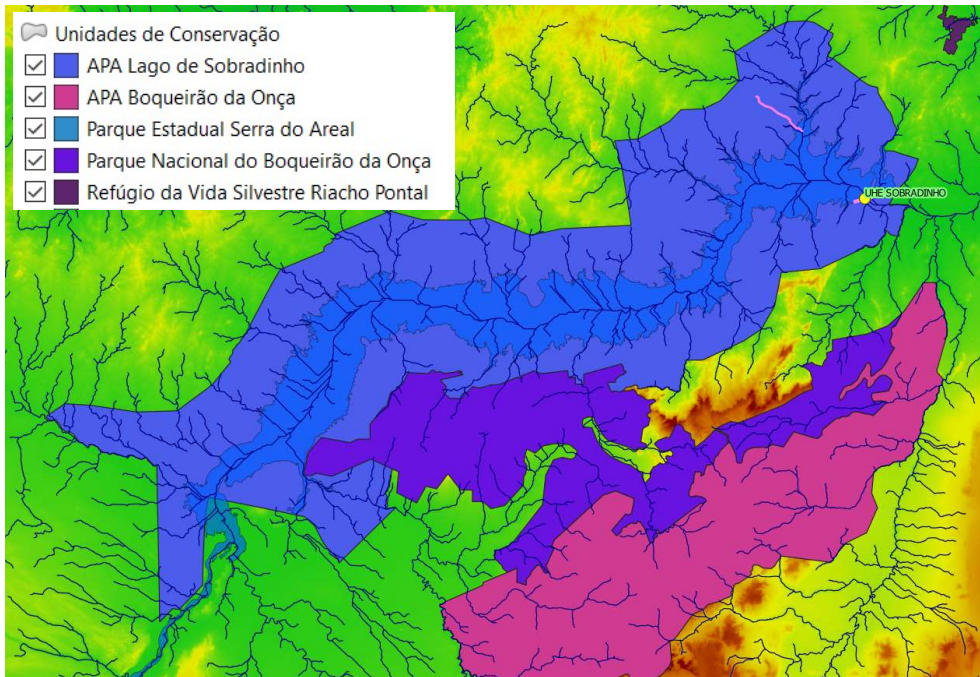 Unidades de Conservação
APA Lago de Sobradinho
APA Boqueirão da Onça
Parque Estadual Serra do Areal
Parque Nacional do Boqueirão da Onça
Refúgio da Vida Silvestre Riacho Pontal
UHE SOBRADINHO